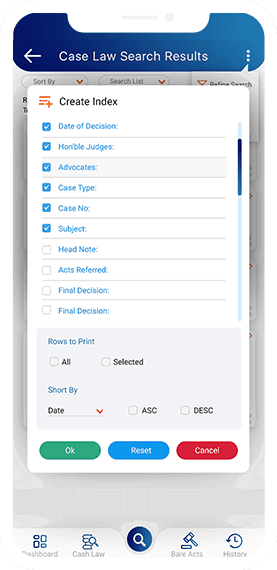 Case Law Search Results
Sort By Search List
Refine Search
Create Index
Date of Decision:
Hon'ble Judges:
Advocates:
Case Type:
Case No:
Subject:
Head Note:
Acts Referred:
Final Decision:
Final Decision:
Rows to Print
All Selected
Short By
Date ASC DESC
Ok Reset Cancel
Dashboard Cash Law Bare Acts History